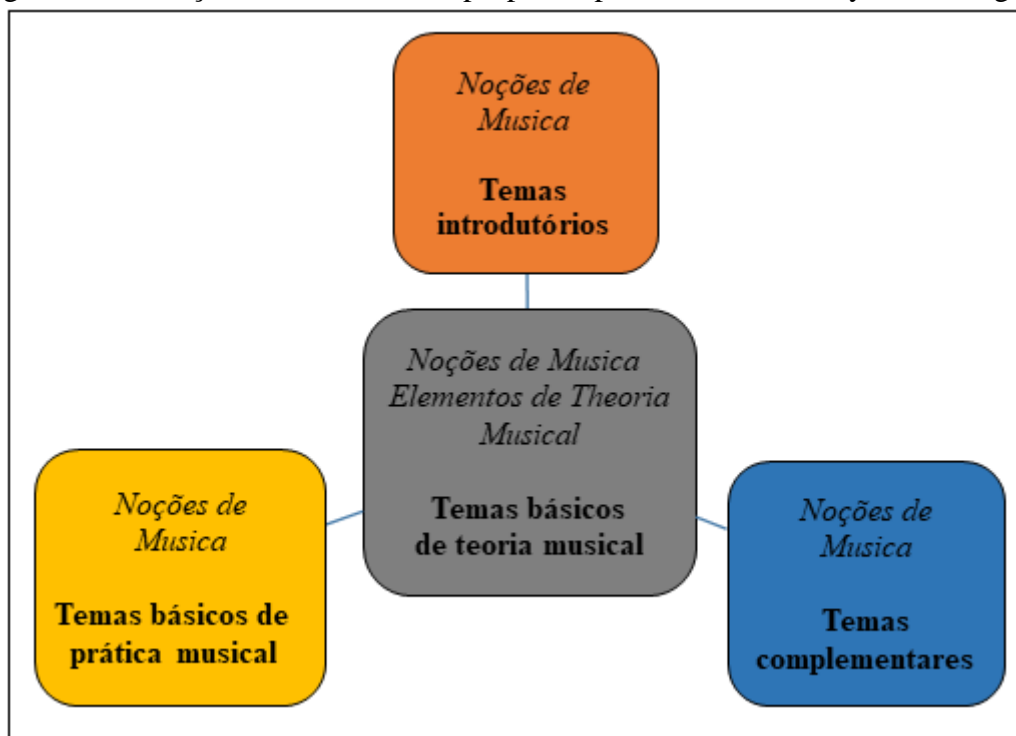 Noções de
Musica
Temas
introdutórios
Noções de Musica
Elementos de Theoria
Musical
Temas básicos
de teoria musical
Noções de
Musica
Temas básicos de
prática musical
Noções de
Musica
Temas
complementares